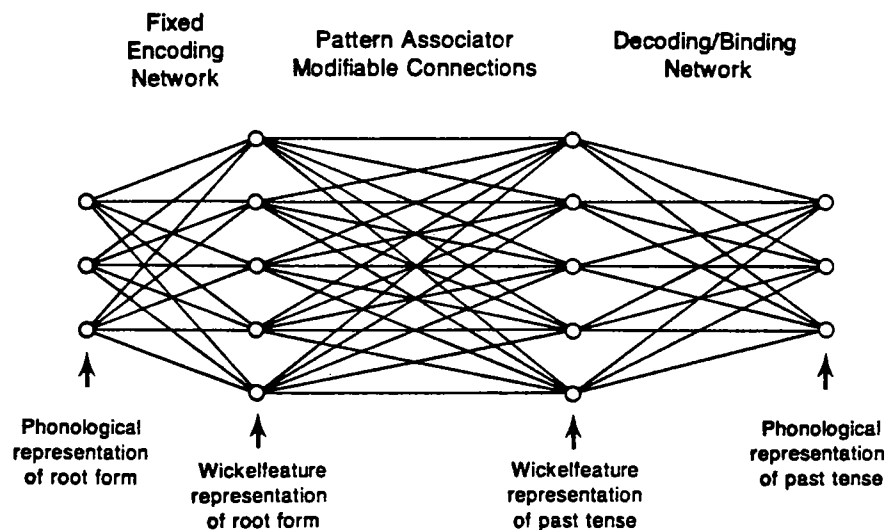 Fixed
Encoding
Network
Pattern Associator
Modifiable Connections
Decoding/Binding
Network
Phonological
representation
of root form
Wickelfeature
representation
of root form
Wickelfeature
representation
of past tense
Phonological
representation
of past tense